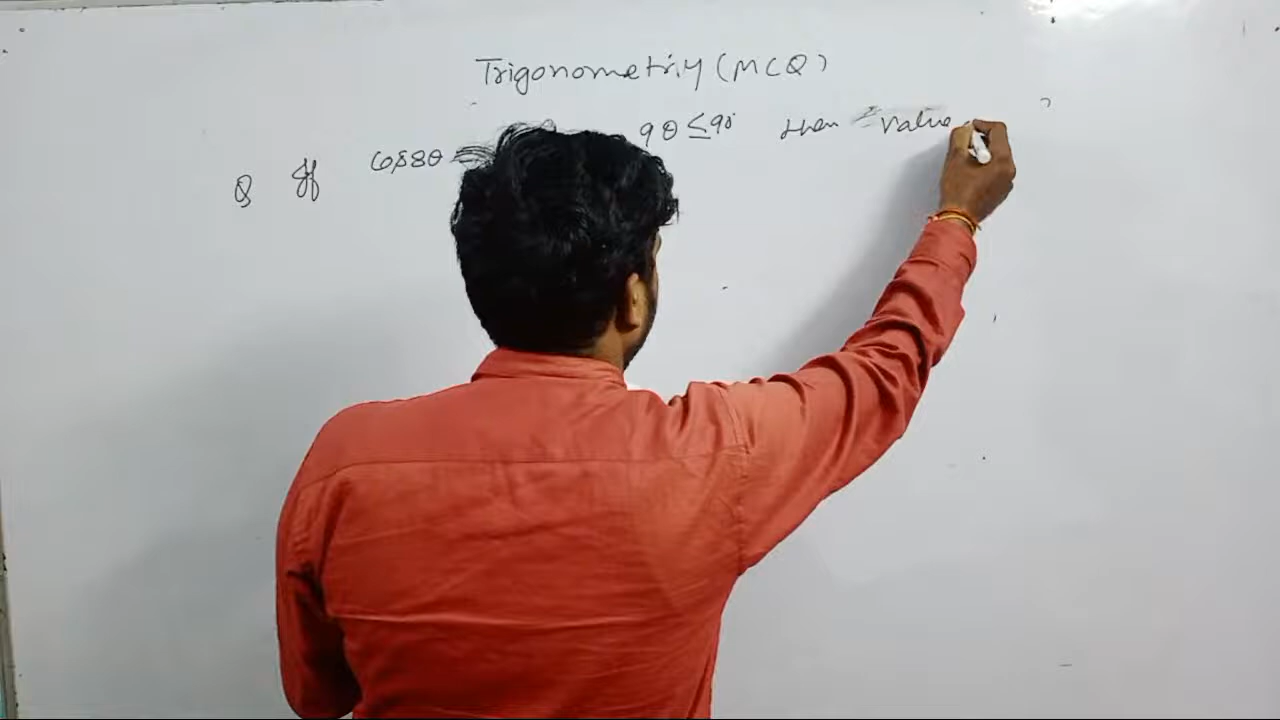 Trigonometry (MCQ)
Q If cos8θ = 9θ ≤ 90° then value